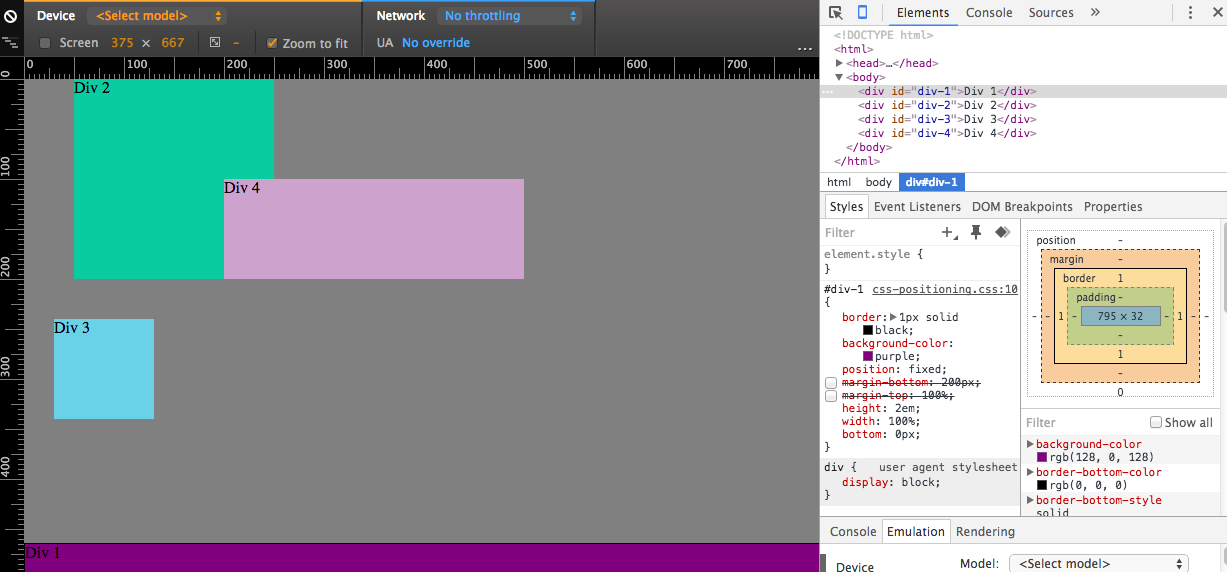 Device <Select model> Network No throttling
Screen 375 × 667 – Zoom to fit UA No override ...
0 100 200 300 400 500 600 700
0
100
200
300
400
Div 2
Div 4
Div 3
Div 1
Elements Console Sources »
<!DOCTYPE html>
<html>
<head>…</head>
<body>
... <div id="div-1">Div 1</div>
<div id="div-2">Div 2</div>
<div id="div-3">Div 3</div>
<div id="div-4">Div 4</div>
</body>
</html>
html body div#div-1
Styles Event Listeners DOM Breakpoints Properties
Filter
element.style {
}
#div-1 css-positioning.css:10
{
border: 1px solid
black;
background-color:
purple;
position: fixed;
margin-bottom: 200px;
margin-top: 100%;
height: 2em;
width: 100%;
bottom: 0px;
}
div { user agent stylesheet
display: block;
}
position -
margin -
border 1
padding -
- - 1 - 795 × 32 - 1 - -
-
1
-
0
Filter Show all
background-color
rgb(128, 0, 128)
border-bottom-color
rgb(0, 0, 0)
border-bottom-style
solid
Console Emulation Rendering
Device Model: <Select model>